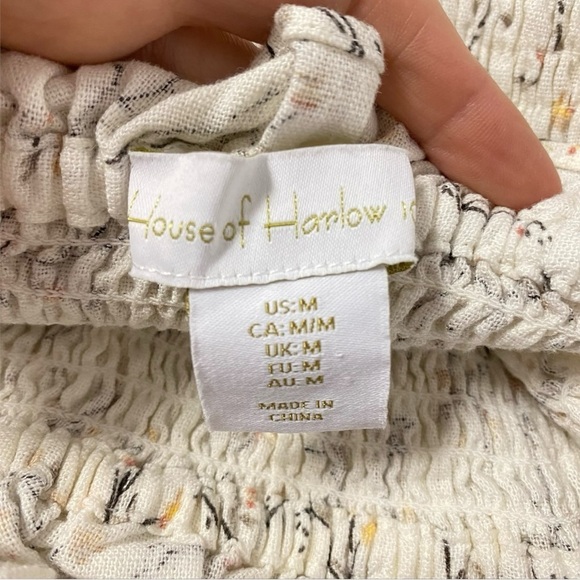 House of Harlow
US: M
CA: M/M
UK: M
EU: M
AU: M
MADE IN
CHINA